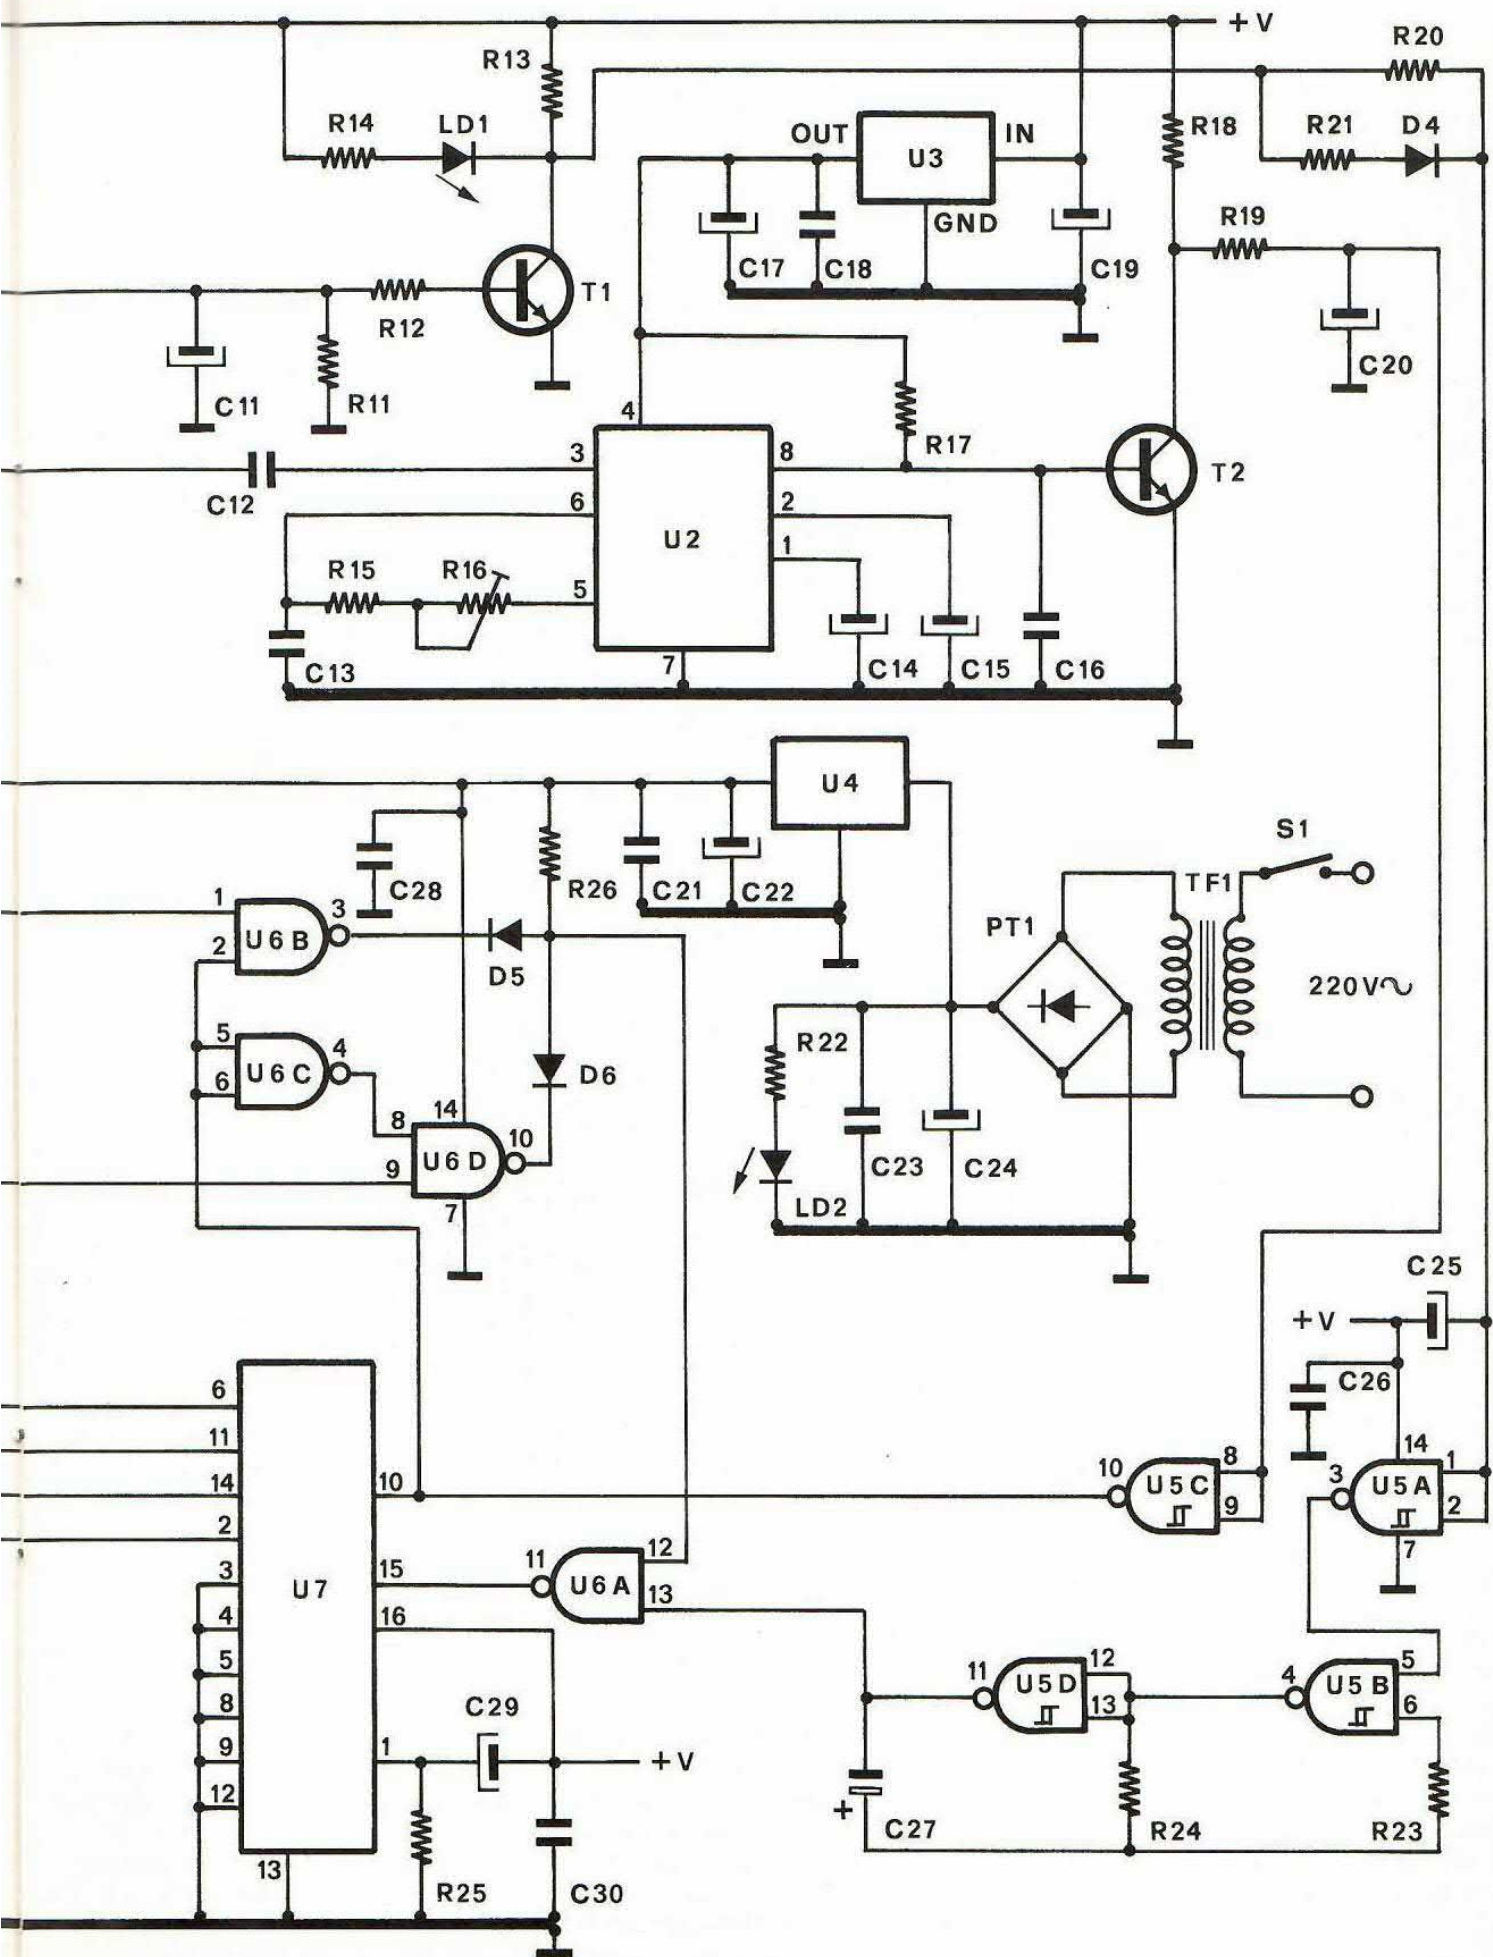 +V
R20
R13
R14
LD1
OUT
U3
IN
R18
R21
D4
GND
R19
C17
C18
C19
T1
R12
C20
C11
R11
4
R17
3
8
C12
6
2
T2
U2
1
R15
R16
5
7
C13
C14
C15
C16
U4
S1
C28
R26
C21
C22
TF1
1
3
U6B
2
D5
PT1
220V~
5
4
U6C
6
R22
D6
14
8
10
U6D
9
C23
C24
7
LD2
C25
+V
6
C26
11
14
10
10
8
14
1
U5C
3
U5A
2
9
2
7
3
U7
15
11
12
U6A
13
4
16
5
11
12
4
5
U5D
U5B
8
13
6
C29
9
1
+V
12
+
C27
R24
R23
13
R25
C30